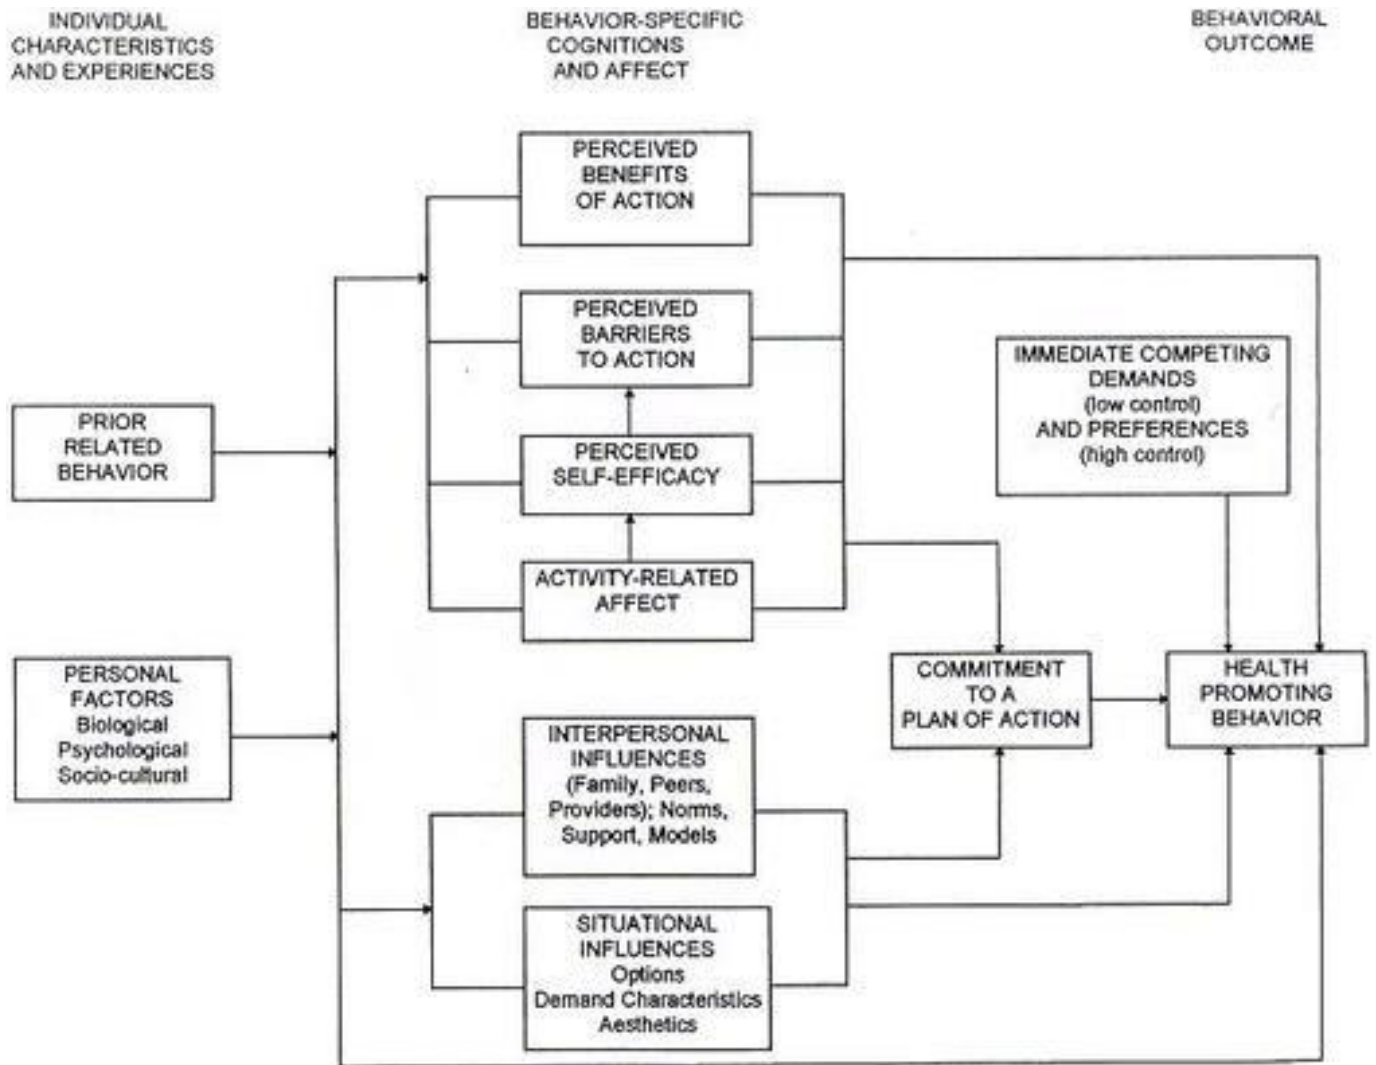 INDIVIDUAL
CHARACTERISTICS
AND EXPERIENCES
BEHAVIOR-SPECIFIC
COGNITIONS
AND AFFECT
BEHAVIORAL
OUTCOME
PERCEIVED
BENEFITS
OF ACTION
PERCEIVED
BARRIERS
TO ACTION
PERCEIVED
SELF-EFFICACY
ACTIVITY-RELATED
AFFECT
IMMEDIATE COMPETING
DEMANDS
(low control)
AND PREFERENCES
(high control)
PRIOR
RELATED
BEHAVIOR
PERSONAL
FACTORS
Biological
Psychological
Socio-cultural
INTERPERSONAL
INFLUENCES
(Family, Peers,
Providers); Norms,
Support, Models
SITUATIONAL
INFLUENCES
Options
Demand Characteristics
Aesthetics
COMMITMENT
TO A
PLAN OF ACTION
HEALTH
PROMOTING
BEHAVIOR